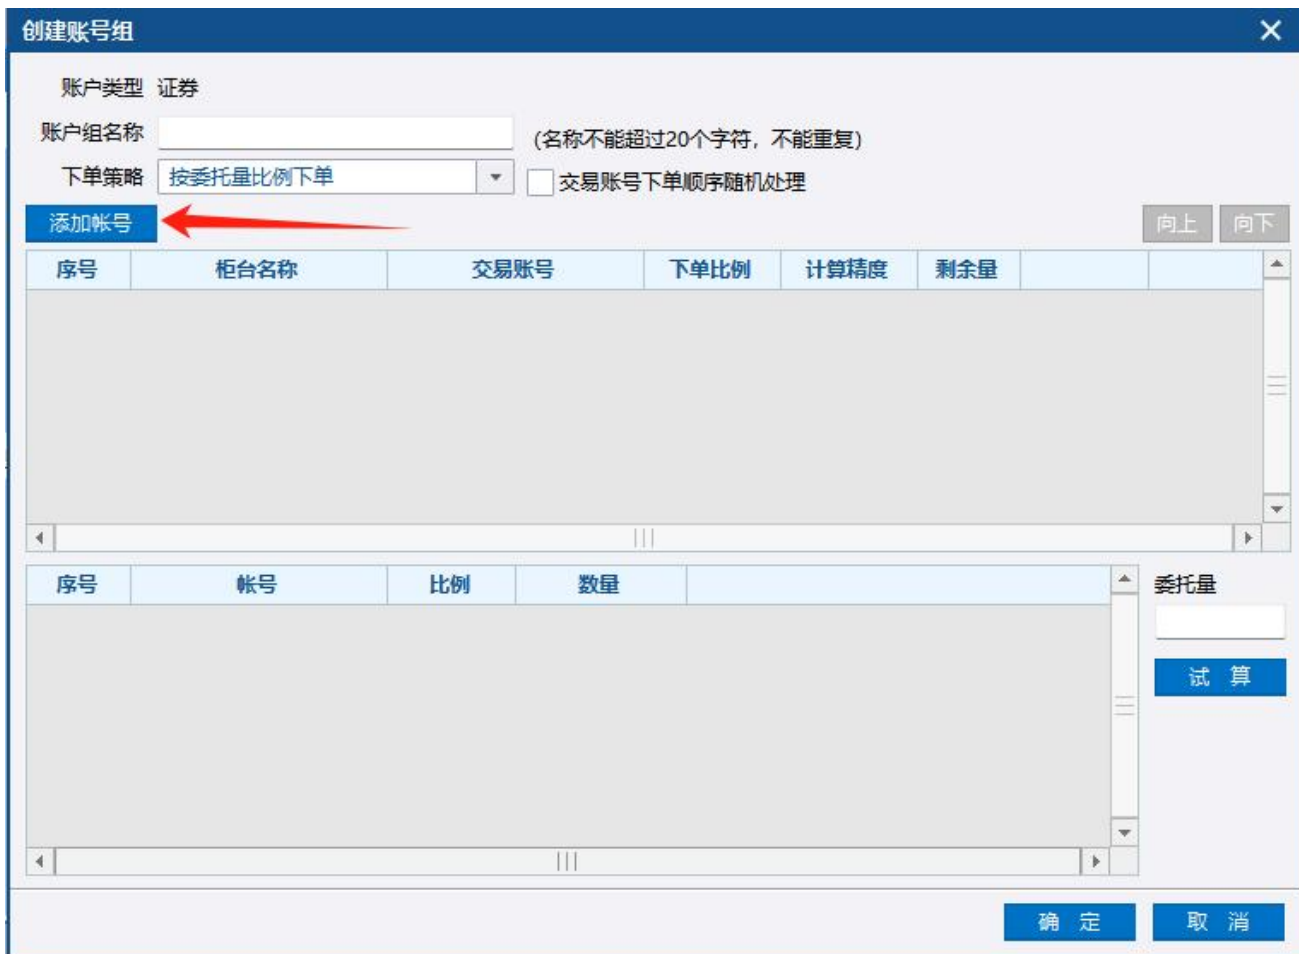 创建账号组
账户类型 证券
账户组名称 (名称不能超过20个字符，不能重复)
下单策略 按委托量比例下单 交易账号下单顺序随机处理
添加帐号 向上 向下
序号 柜台名称 交易账号 下单比例 计算精度 剩余量
序号 帐号 比例 数量 委托量
试 算
确 定 取 消